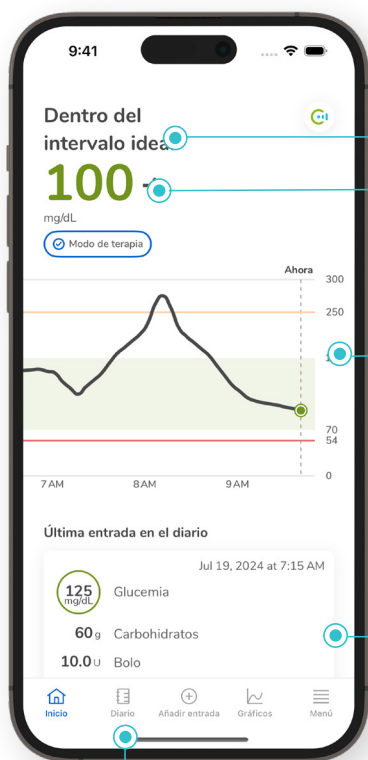 9:41
Dentro del
intervalo idea
100
mg/dL
Modo de terapia
Ahora
300
250
70
54
0
7 AM
8 AM
9 AM
Última entrada en el diario
Jul 19, 2024 at 7:15 AM
125
mg/dL
Glucemia
60 g Carbohidratos
10.0 U Bolo
Inicio
Diario
Añadir entrada
Gráficos
Menú